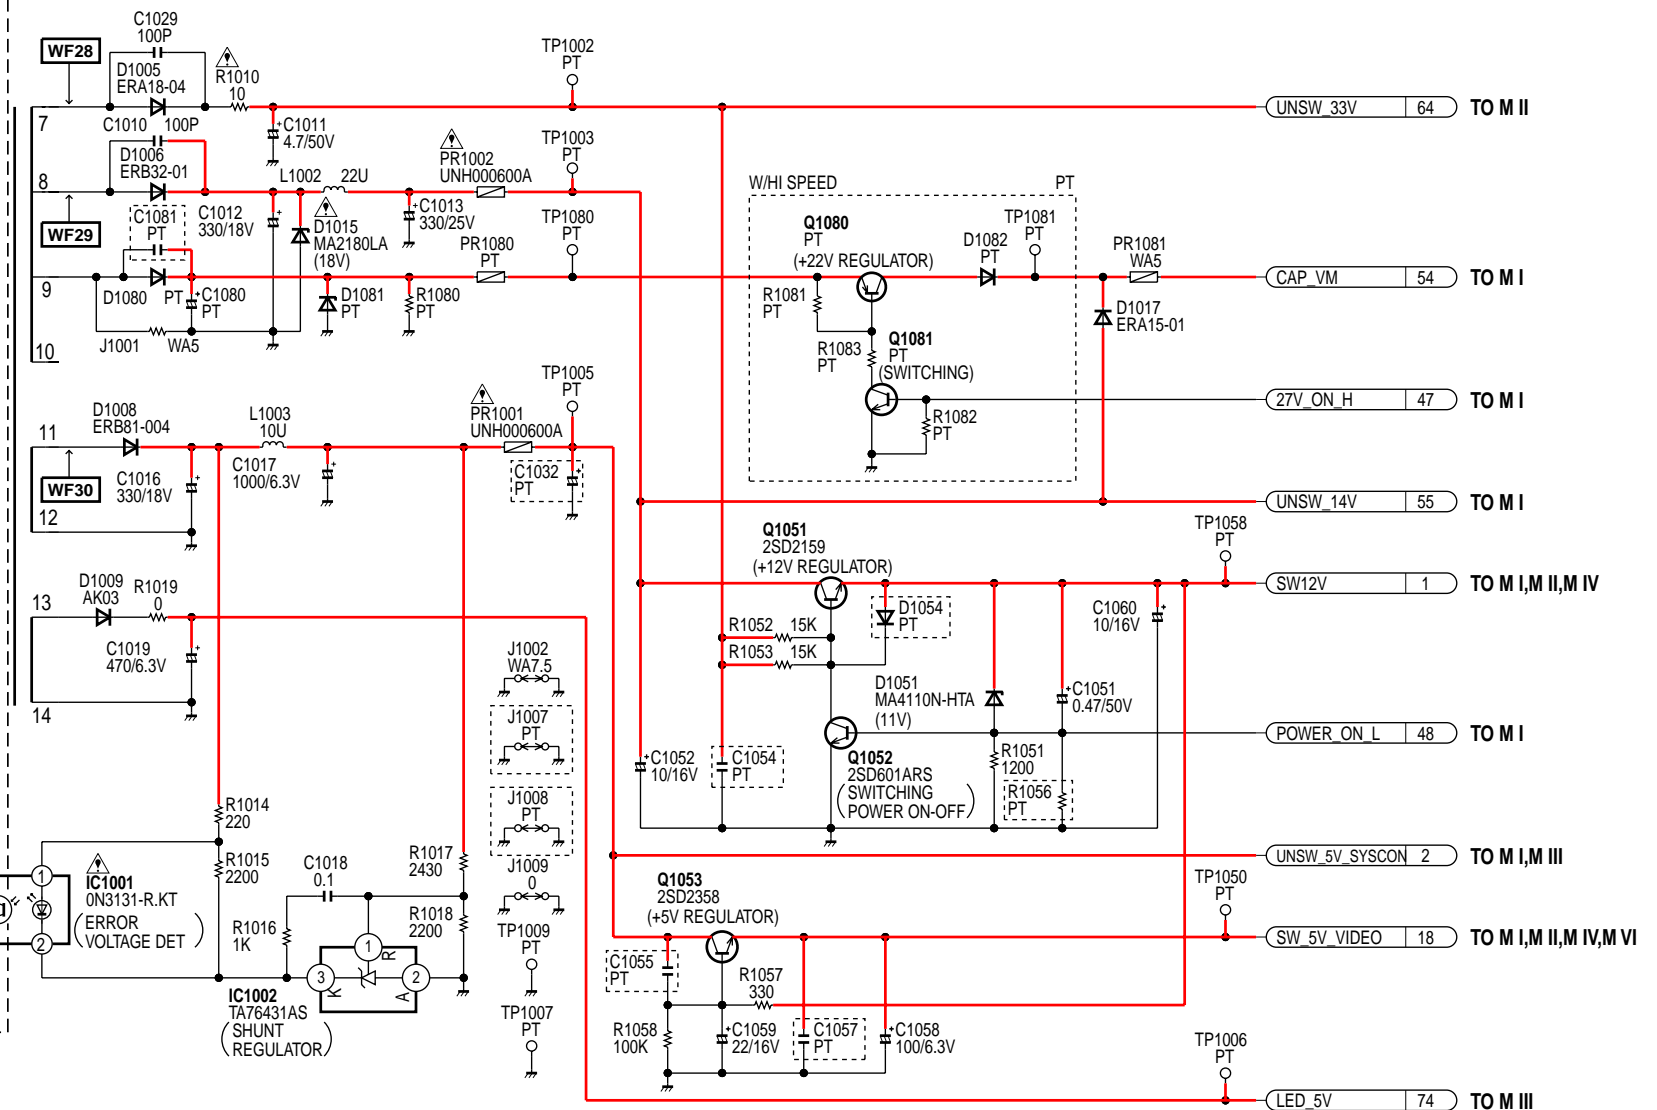 C1029
100P
WF28
D1005
ERA18-04
R1010
10
TP1002
PT
UNSW_33V 64 TO M II
7
C1010 100P
C1011
4.7/50V
D1006
ERB32-01
PR1002
UNH000600A
TP1003
PT
8
L1002 22U
W/HI SPEED PT
WF29
C1081
PT
C1012
330/18V
D1015
MA2180LA
(18V)
C1013
330/25V
PR1080
PT
TP1080
PT
Q1080
PT
(+22V REGULATOR)
D1082
PT
TP1081
PT
PR1081
WA5
CAP_VM 54 TO M I
9
D1080 PT
C1080
PT
D1081
PT
R1080
PT
R1081
PT
D1017
ERA15-01
J1001 WA5
10
R1083
PT
Q1081
PT
(SWITCHING)
TP1005
PT
27V_ON_H 47 TO M I
R1082
PT
D1008
ERB81-004
L1003
10U
PR1001
UNH000600A
11
C1016
330/18V
C1017
1000/6.3V
C1032
PT
WF30
12
UNSW_14V 55 TO M I
Q1051
2SD2159
(+12V REGULATOR)
TP1058
PT
SW12V 1 TO M I,M II,M IV
D1009
AK03
R1019
0
13
D1054
PT
C1060
10/16V
R1052 15K
R1053 15K
C1019
470/6.3V
J1002
WA7.5
D1051
MA4110N-HTA
(11V)
C1051
0.47/50V
14
J1007
PT
POWER_ON_L 48 TO M I
C1052
10/16V
C1054
PT
Q1052
2SD601ARS
SWITCHING
POWER ON-OFF
R1051
1200
R1056
PT
J1008
PT
R1014
220
R1015
2200
C1018
0.1
R1017
2430
J1009
0
UNSW_5V_SYSCON 2 TO M I,M III
1
IC1001
0N3131-R.KT
ERROR
VOLTAGE DET
2
Q1053
2SD2358
(+5V REGULATOR)
TP1050
PT
R1016
1K
R1018
2200
TP1009
PT
SW_5V_VIDEO 18 TO M I,M II,M IV,M VI
1
R
3
K
A
2
IC1002
TA76431AS
SHUNT
REGULATOR
C1055
PT
R1057
330
TP1007
PT
R1058
100K
C1059
22/16V
C1057
PT
C1058
100/6.3V
TP1006
PT
LED_5V 74 TO M III